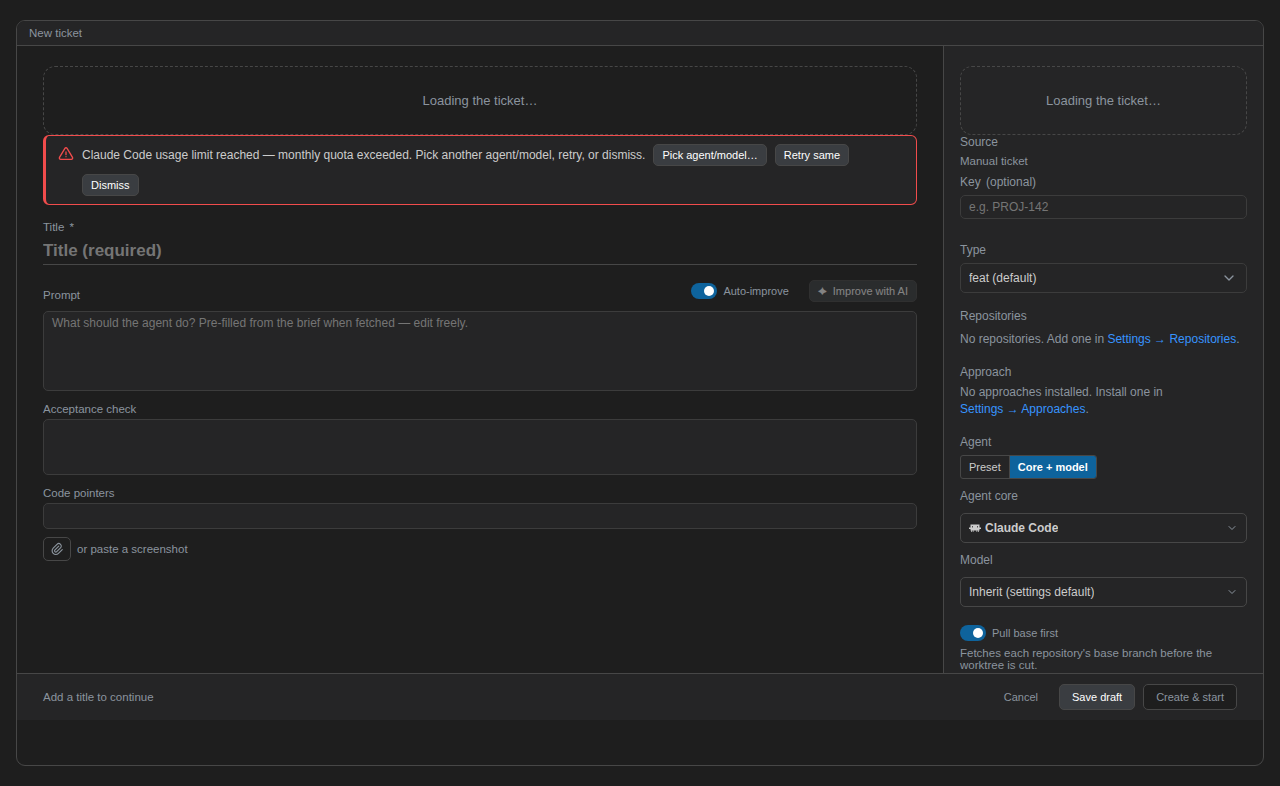 New ticket
Loading the ticket…
Claude Code usage limit reached — monthly quota exceeded. Pick another agent/model, retry, or dismiss. Pick agent/model… Retry same
Dismiss
Title *
Title (required)
Prompt
Auto-improve
Improve with AI
What should the agent do? Pre-filled from the brief when fetched — edit freely.
Acceptance check
Code pointers
or paste a screenshot
Loading the ticket…
Source
Manual ticket
Key (optional)
e.g. PROJ-142
Type
feat (default)
Repositories
No repositories. Add one in Settings → Repositories.
Approach
No approaches installed. Install one in
Settings → Approaches.
Agent
Preset Core + model
Agent core
Claude Code
Model
Inherit (settings default)
Pull base first
Fetches each repository's base branch before the
worktree is cut.
Add a title to continue
Cancel
Save draft
Create & start